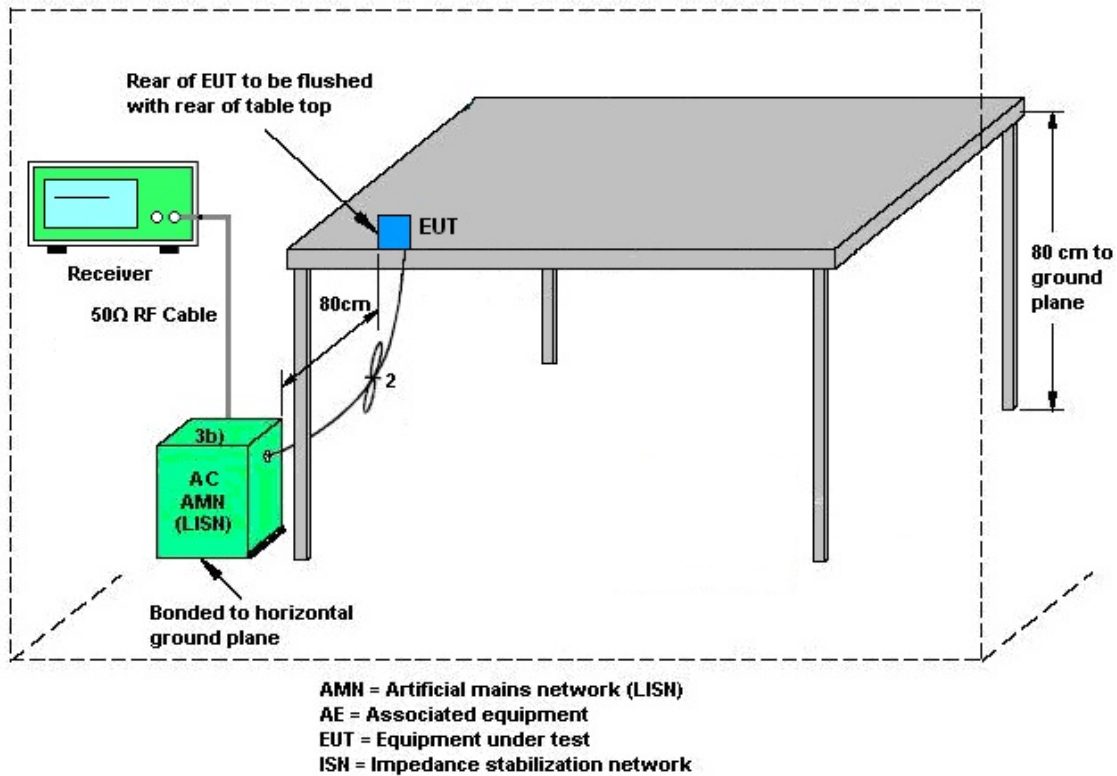 Rear of EUT to be flushed
with rear of table top
EUT
Receiver
50Ω RF Cable
80cm
80 cm to
ground
plane
2
3b)
AC
AMN
(LISN)
Bonded to horizontal
ground plane
AMN = Artificial mains network (LISN)
AE = Associated equipment
EUT = Equipment under test
ISN = Impedance stabilization network